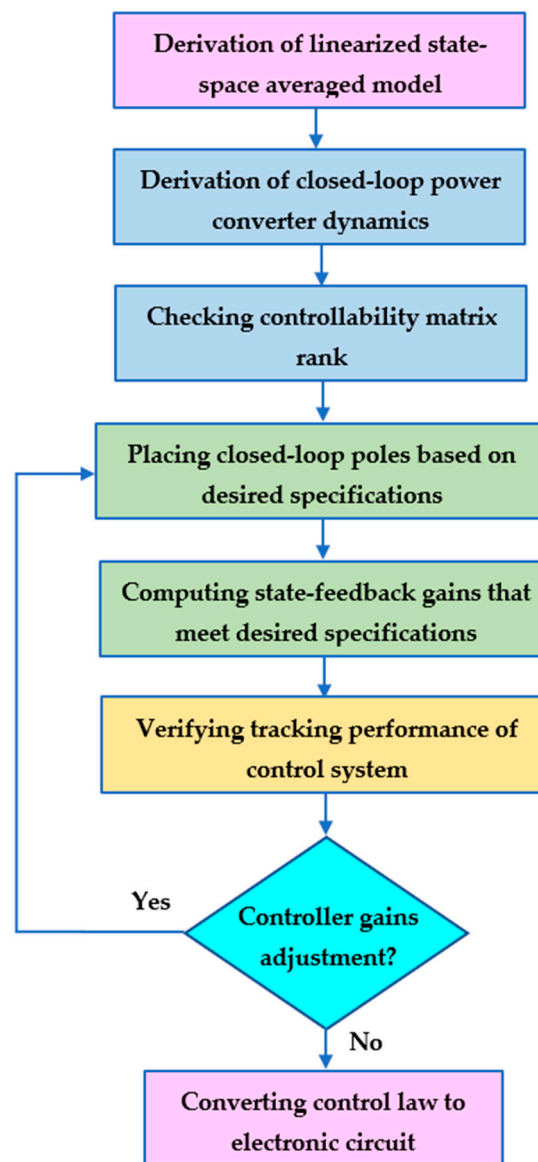 Derivation of linearized state-
space averaged model
Derivation of closed-loop power
converter dynamics
Checking controllability matrix
rank
Placing closed-loop poles based on
desired specifications
Computing state-feedback gains that
meet desired specifications
Verifying tracking performance of
control system
Yes
Controller gains
adjustment?
No
Converting control law to
electronic circuit